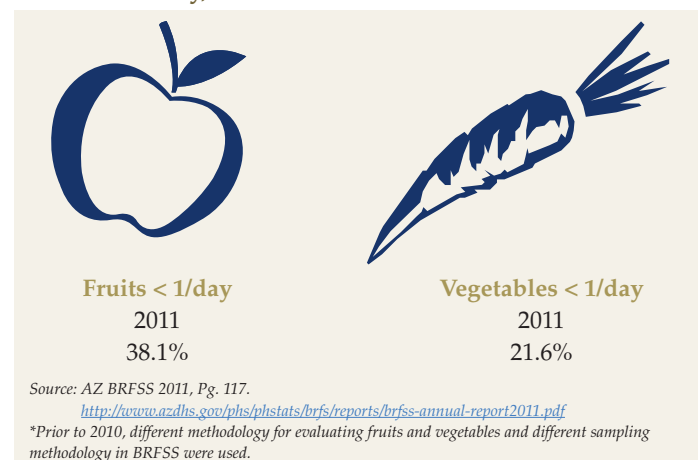 Fruits < 1/day
2011
38.1%
Vegetables < 1/day
2011
21.6%
Source: AZ BRFSS 2011, Pg. 117.
http://www.azdhs.gov/phs/phstats/brfs/reports/brfss-annual-report2011.pdf
*Prior to 2010, different methodology for evaluating fruits and vegetables and different sampling
methodology in BRFSS were used.